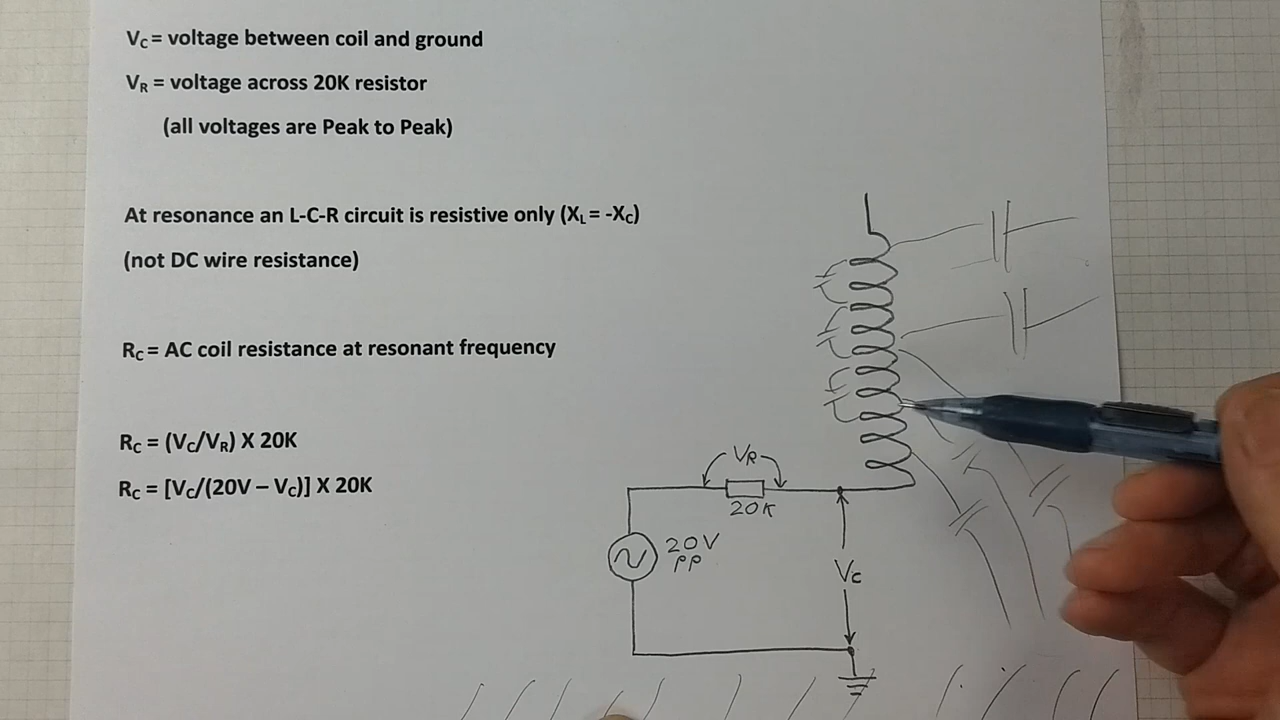 VC = voltage between coil and ground
VR = voltage across 20K resistor
(all voltages are Peak to Peak)
At resonance an L-C-R circuit is resistive only (XL = -XC)
(not DC wire resistance)
RC = AC coil resistance at resonant frequency
RC = (VC/VR) X 20K
RC = [VC/(20V – VC)] X 20K
VR
20K
20V
PP
VC